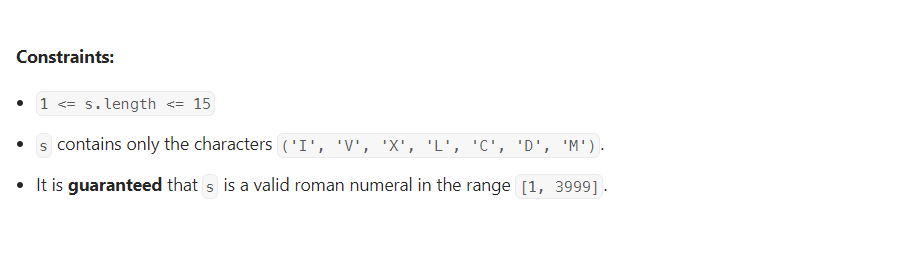 Constraints:
• 1 <= s.length <= 15
• s contains only the characters ('I', 'V', 'X', 'L', 'C', 'D', 'M').
• It is guaranteed that s is a valid roman numeral in the range [1, 3999].